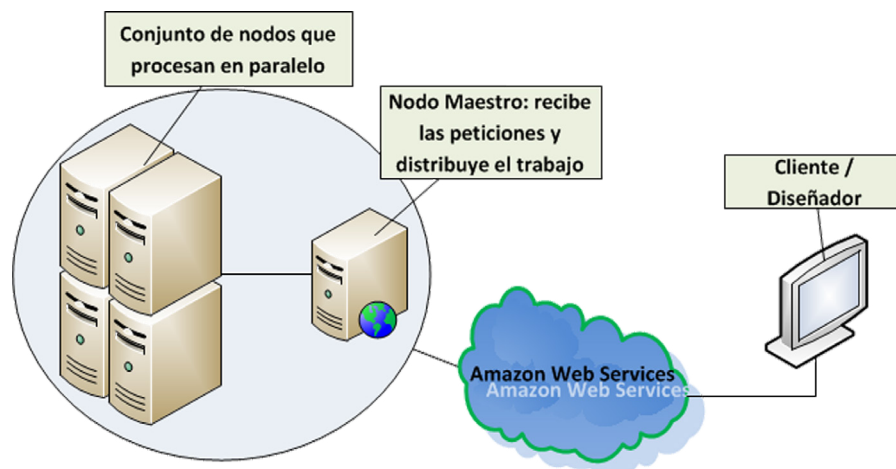 Conjunto de nodos que
procesan en paralelo
Nodo Maestro: recibe
las peticiones y
distribuye el trabajo
Cliente /
Diseñador
Amazon Web Services
Amazon Web Services